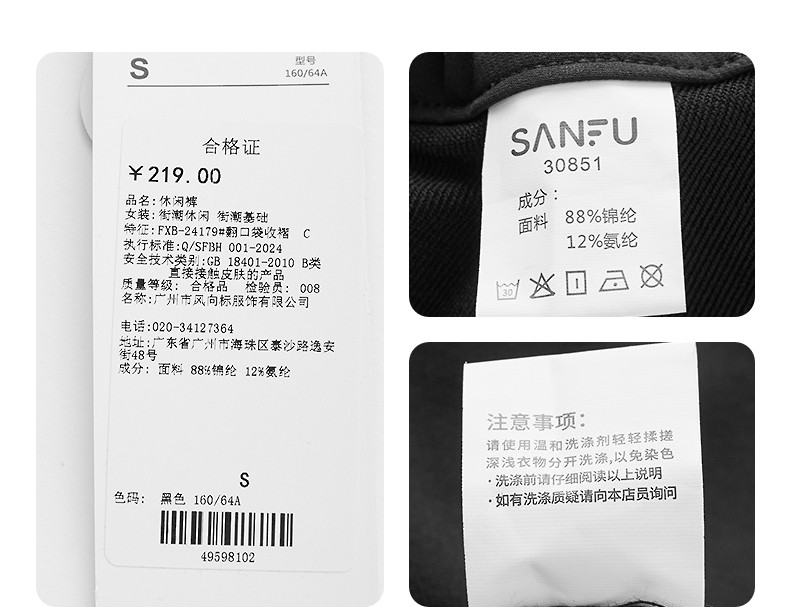 S
型号
160/64A
合格证
￥219.00
品名:休闲裤
女装:街潮休闲 街潮基础
特征:FXB-24179#翻口袋收褶 C
执行标准:Q/SFBH 001-2024
安全技术类别:GB 18401-2010 B类
直接接触皮肤的产品
质量等级: 合格品 检验员: 008
名称:广州市风向标服饰有限公司
电话:020-34127364
地址:广东省广州市海珠区泰沙路逸安
街48号
成分: 面料 88%锦纶 12%氨纶
S
色码: 黑色 160/64A
49598102
SANFU
30851
成分:
面料 88%锦纶
12%氨纶
30
注意事项:
请使用温和洗涤剂轻轻揉搓
深浅衣物分开洗涤,以免染色
·洗涤前请仔细阅读以上说明
·如有洗涤质疑请向本店员询问